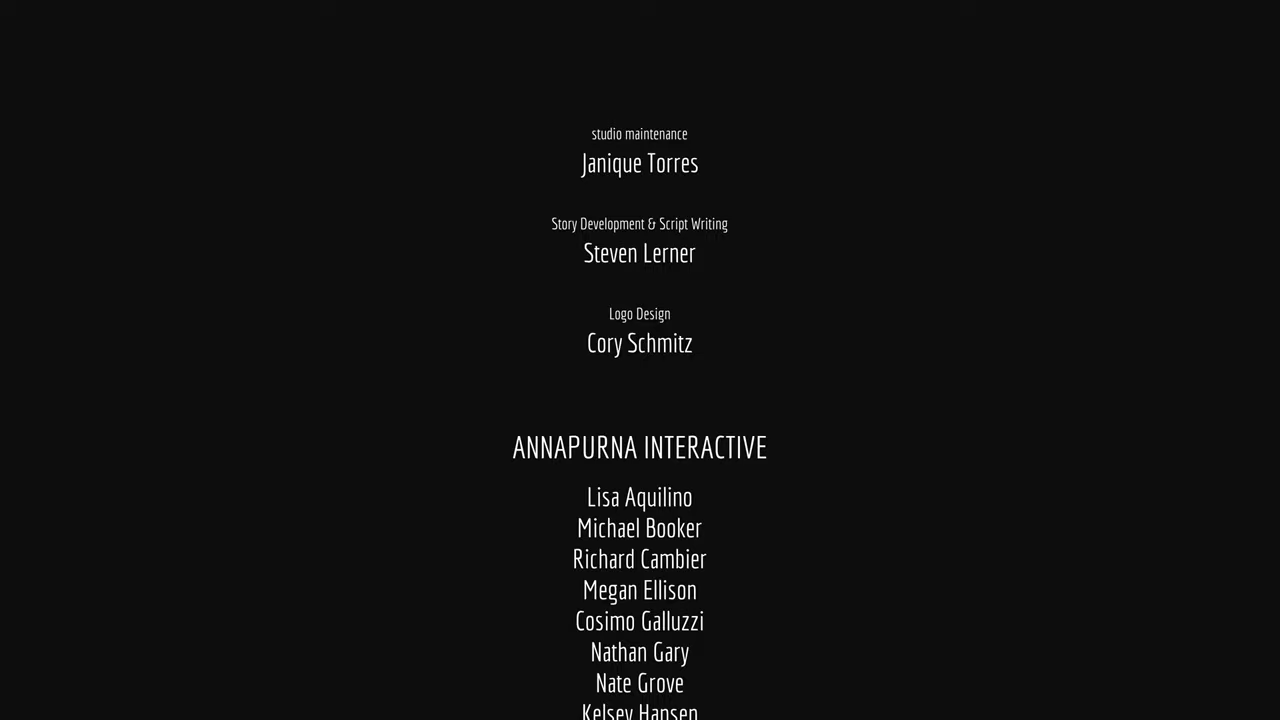 studio maintenance
Janique Torres
Story Development & Script Writing
Steven Lerner
Logo Design
Cory Schmitz
ANNAPURNA INTERACTIVE
Lisa Aquilino
Michael Booker
Richard Cambier
Megan Ellison
Cosimo Galluzzi
Nathan Gary
Nate Grove
Kelsey Hansen